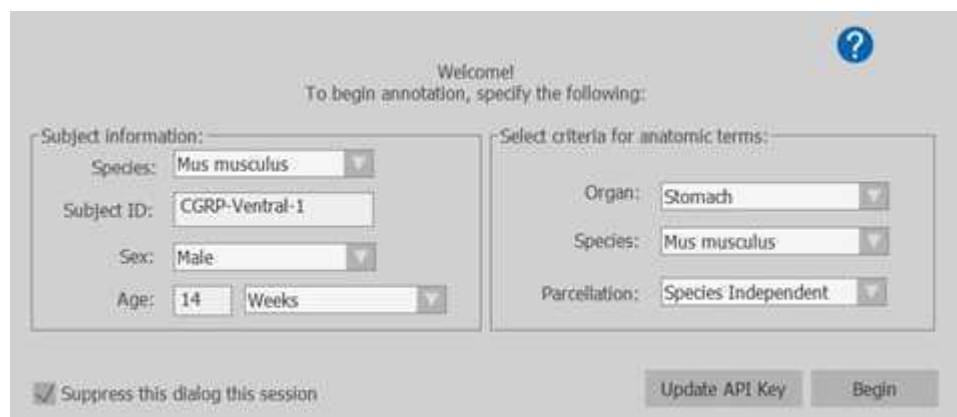 ?
Welcome!
To begin annotation, specify the following:
Subject information:
Species: Mus musculus
Subject ID: CGRP-Ventral-1
Sex: Male
Age: 14 Weeks
Select criteria for anatomic terms:
Organ: Stomach
Species: Mus musculus
Parcellation: Species Independent
Suppress this dialog this session
Update API Key
Begin